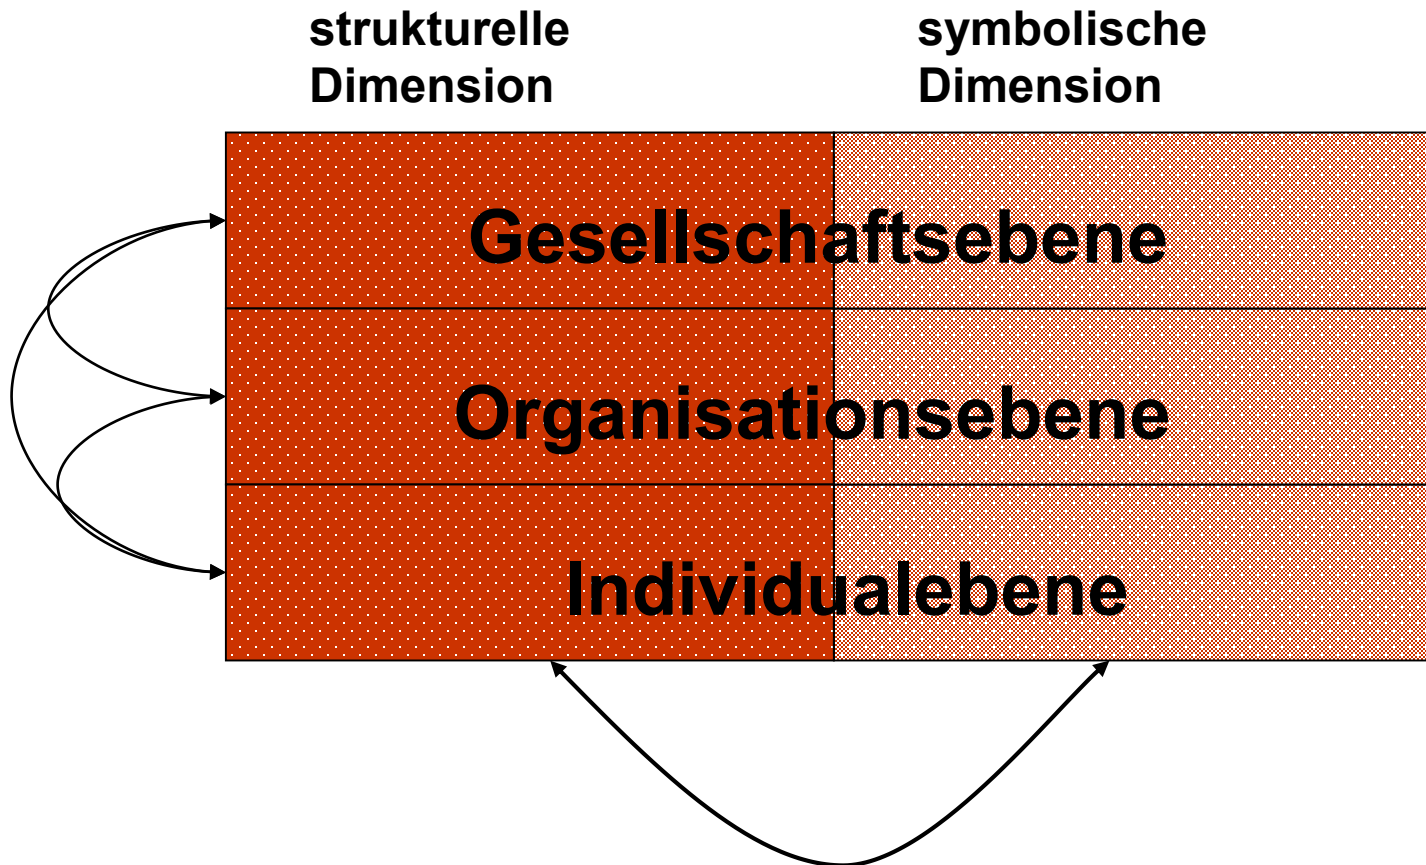 strukturelle
Dimension
symbolische
Dimension
Gesellschaftsebene
Organisationsebene
Individualebene